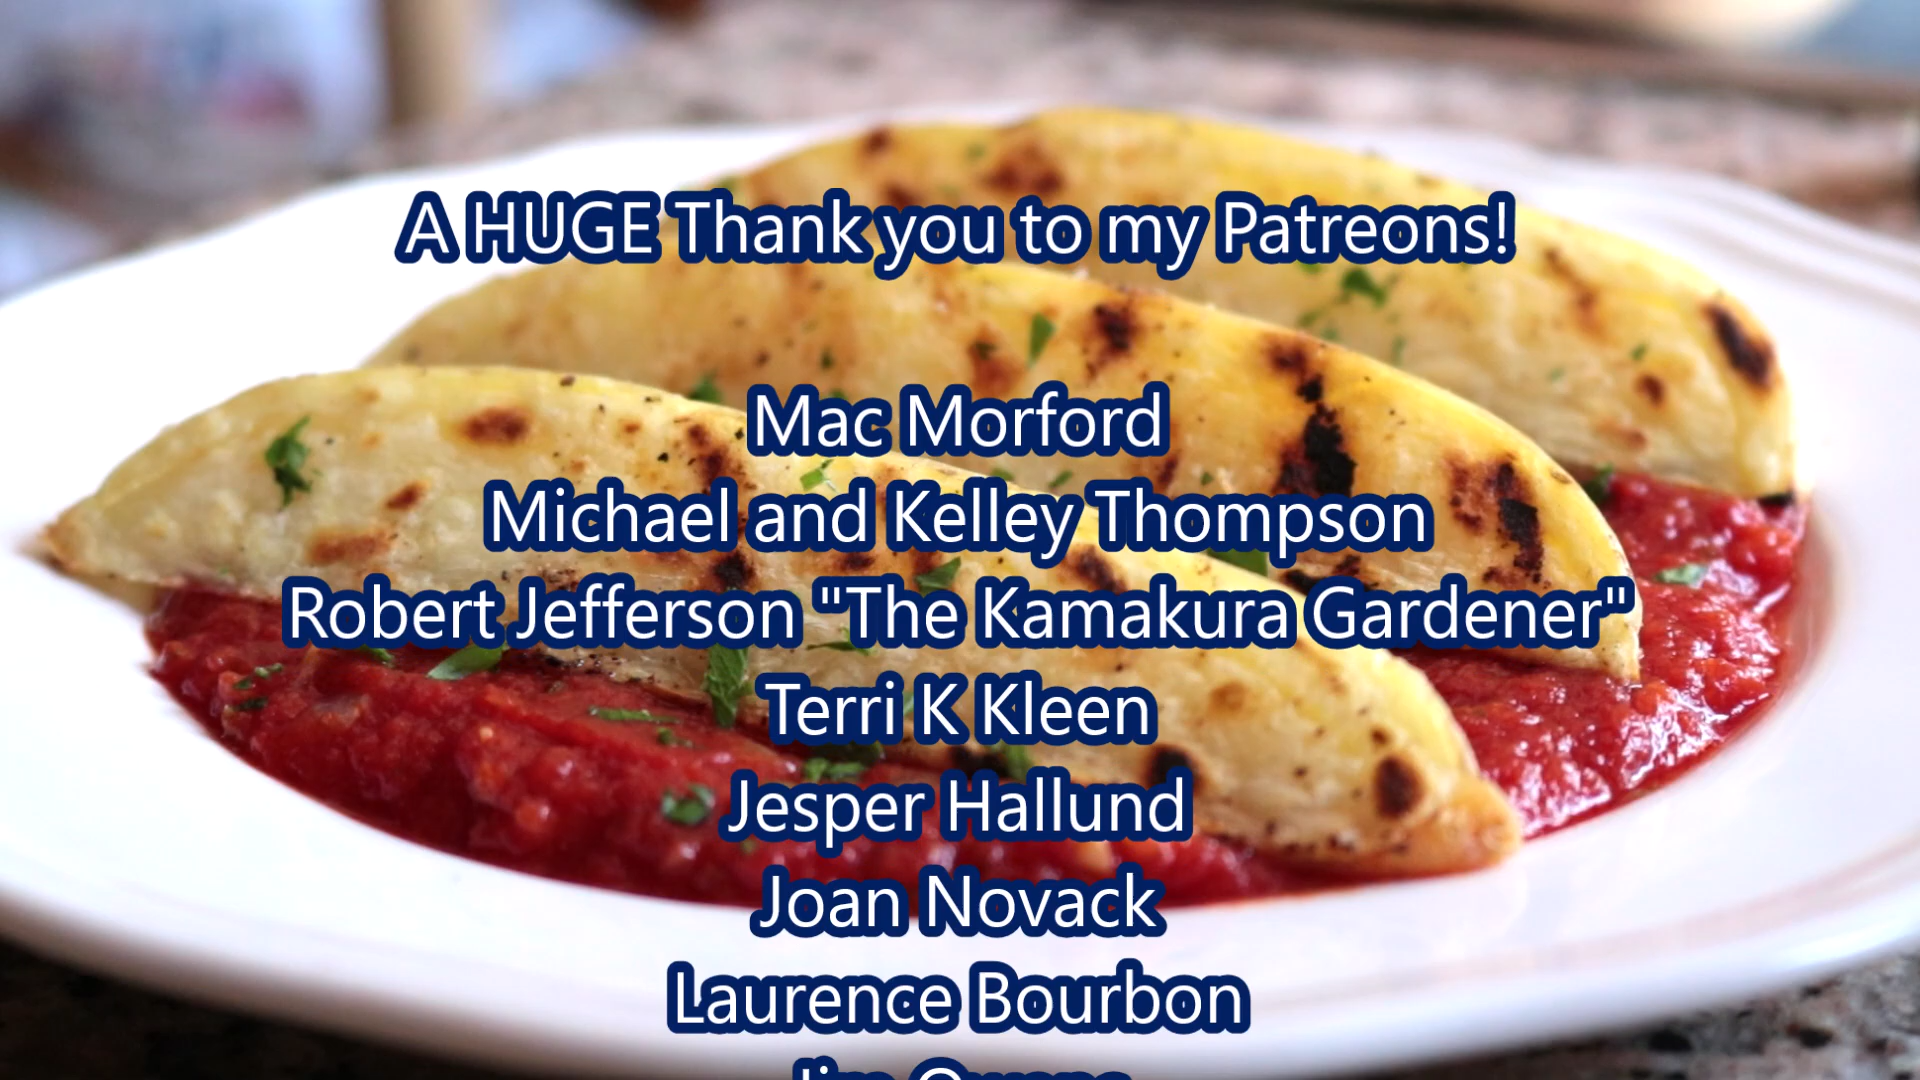 A HUGE Thank you to my Patreons!
Mac Morford
Michael and Kelley Thompson
Robert Jefferson "The Kamakura Gardener"
Terri K Kleen
Jesper Hallund
Joan Novack
Laurence Bourbon